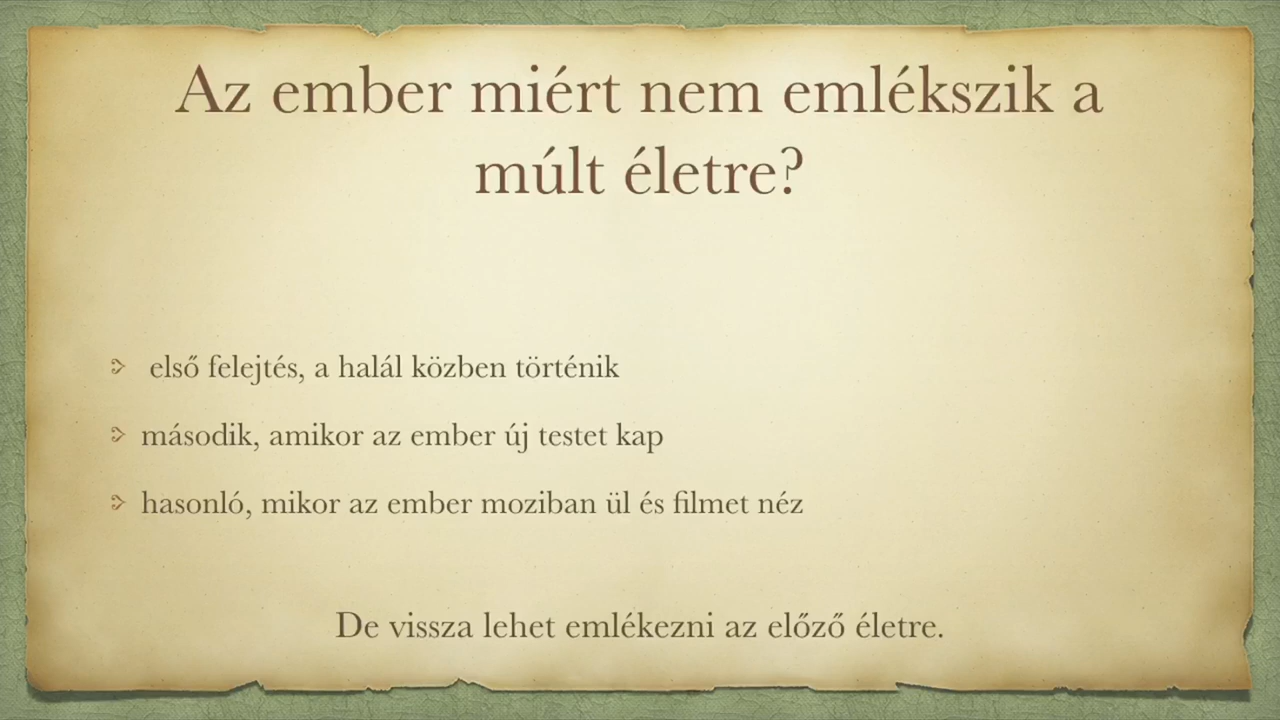 Az ember miért nem emlékszik a
múlt életre?
első felejtés, a halál közben történik
második, amikor az ember új testet kap
hasonló, mikor az ember moziban ül és filmet néz
De vissza lehet emlékezni az előző életre.